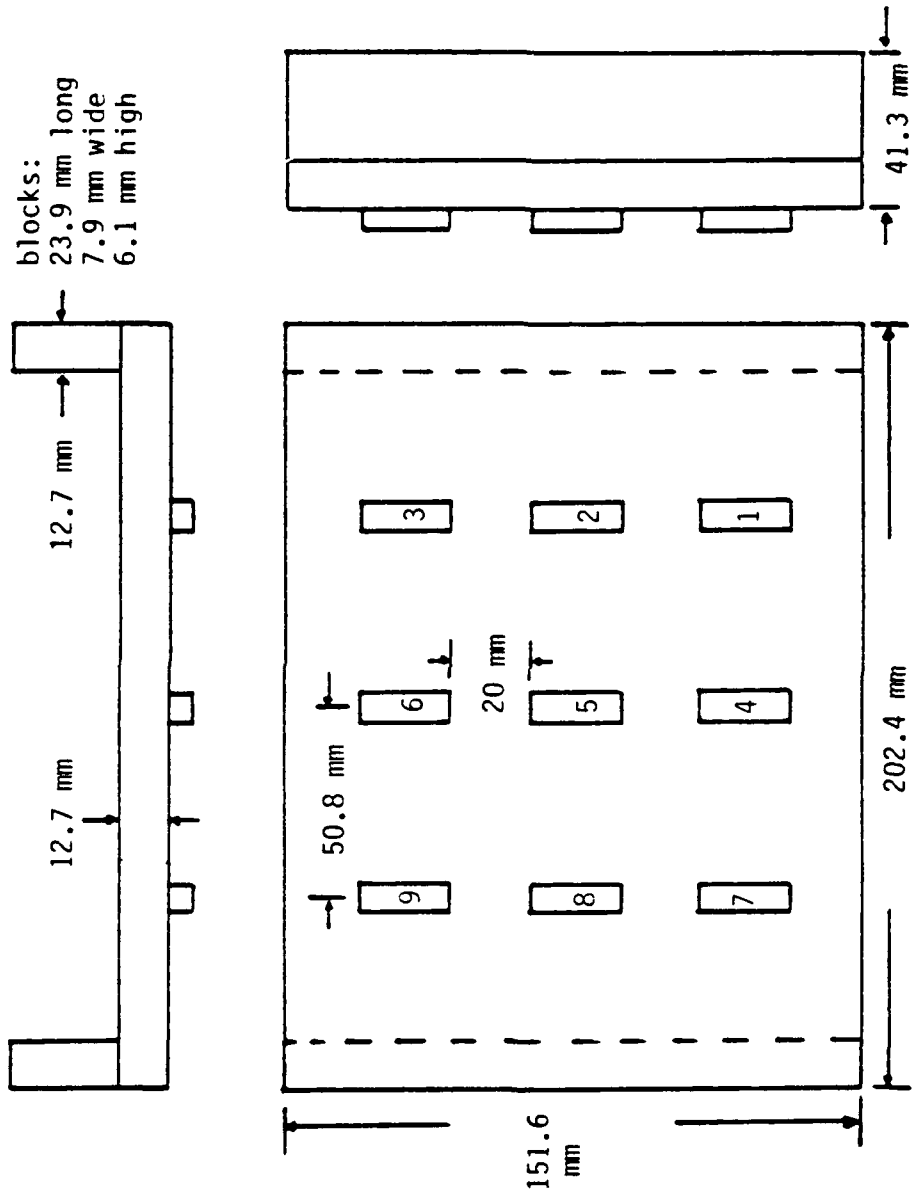 blocks:
23.9 mm long
7.9 mm wide
6.1 mm high
12.7 mm
12.7 mm
50.8 mm
20 mm
9
6
3
8
5
2
7
4
1
151.6
mm
202.4 mm
41.3 mm